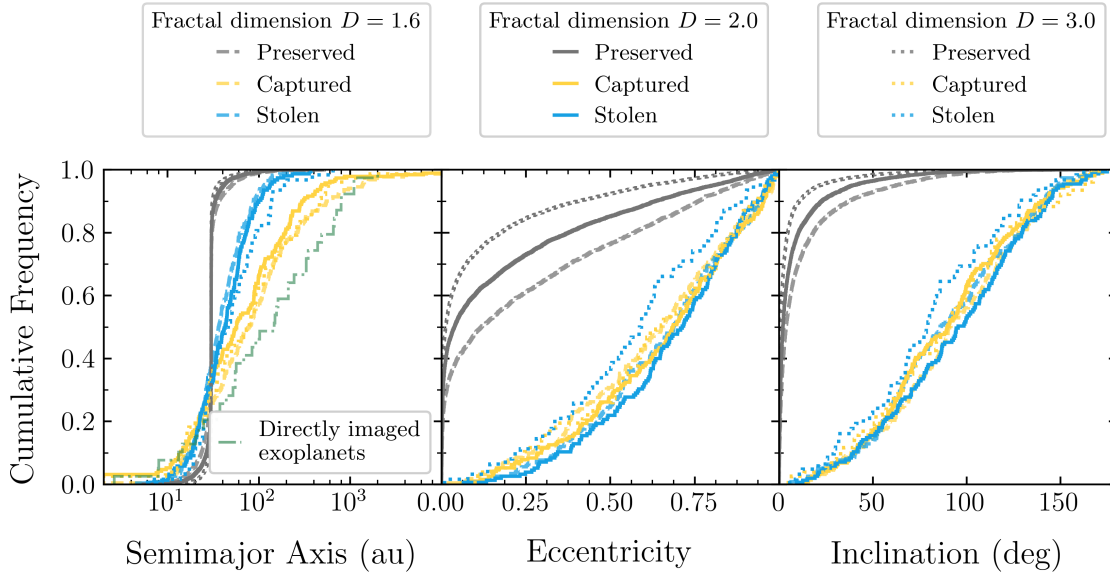 Fractal dimension D = 1.6
Preserved
Captured
Stolen
Fractal dimension D = 2.0
Preserved
Captured
Stolen
Fractal dimension D = 3.0
Preserved
Captured
Stolen
Cumulative Frequency
1.0
0.8
0.6
0.4
0.2
0.0
Directly imaged
exoplanets
10¹ 10² 10³ 0.00 0.25 0.50 0.75 0 50 100 150
Semimajor Axis (au) Eccentricity Inclination (deg)